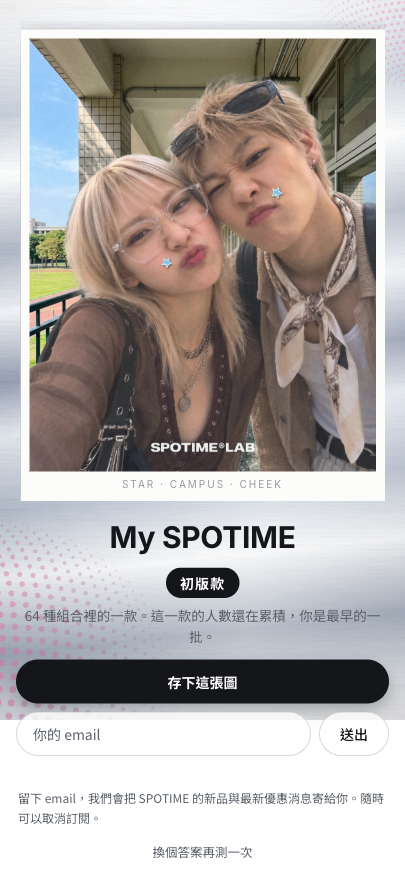 SPOTIME®LAB
STAR · CAMPUS · CHEEK
My SPOTIME
初版款
64 種組合裡的一款。這一款的人數還在累積，你是最早的一
批。
存下這張圖
你的 email
送出
留下 email，我們會把 SPOTIME 的新品與最新優惠消息寄給你。隨時
可以取消訂閱。
換個答案再測一次